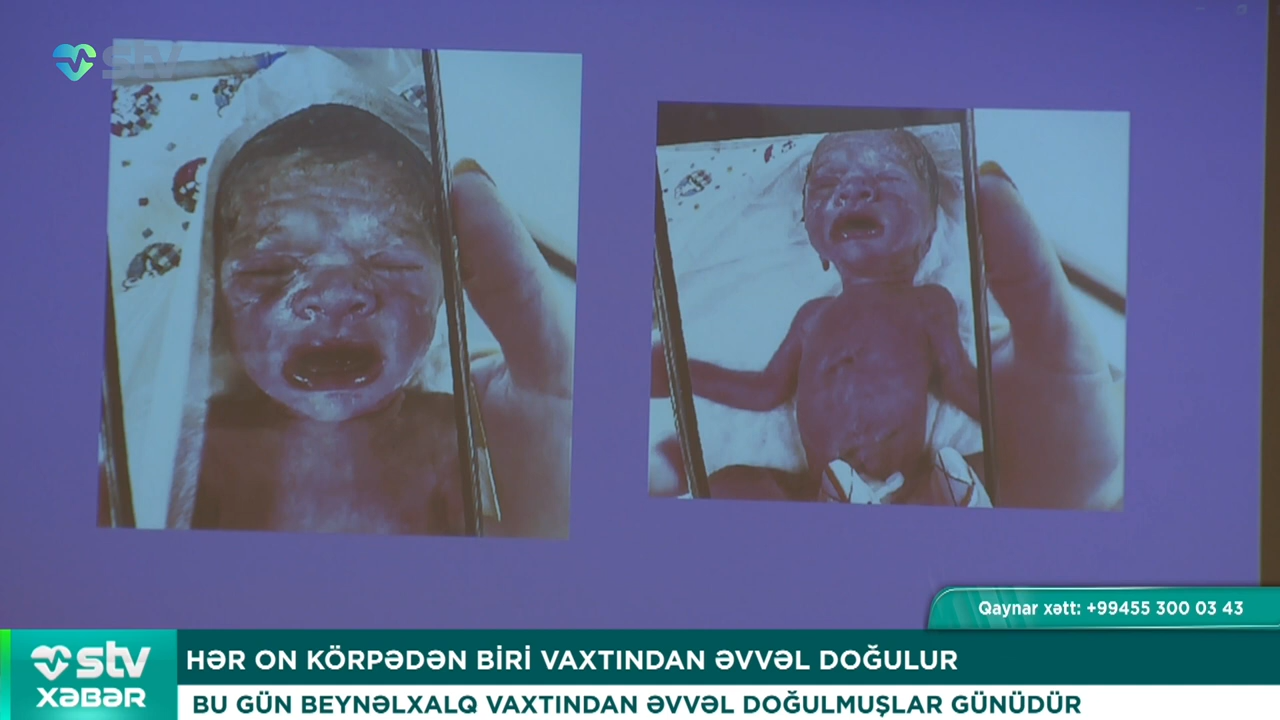 stv
Qaynar xətt: +99455 300 03 43
stv
XƏBƏR
HƏR ON KÖRPƏDƏN BİRİ VAXTINDAN ƏVVƏL DOĞULUR
BU GÜN BEYNƏLXALQ VAXTINDAN ƏVVƏL DOĞULMUŞLAR GÜNÜDÜR